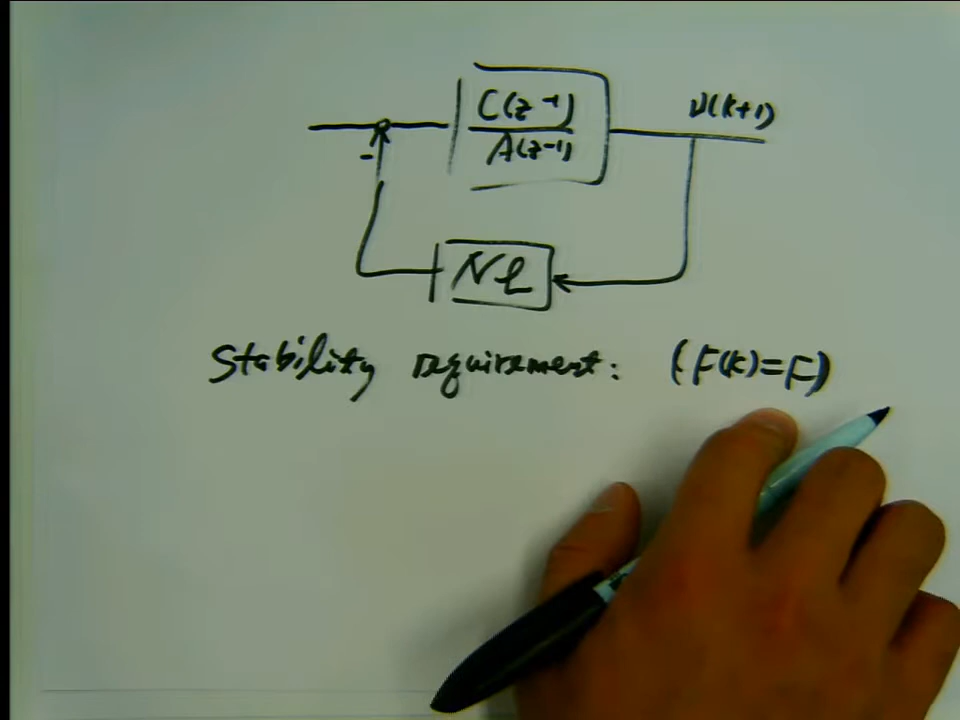 C(z⁻¹)
A(z⁻¹)
ν(k+1)
-
NL
Stability requirement: (F(k)=F)